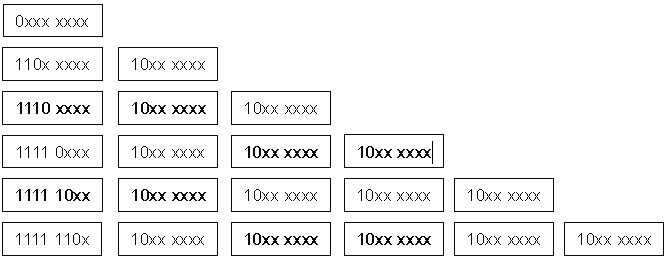 0xxx xxxx
110x xxxx 10xx xxxx
1110 xxxx 10xx xxxx 10xx xxxx
1111 0xxx 10xx xxxx 10xx xxxx 10xx xxxx
1111 10xx 10xx xxxx 10xx xxxx 10xx xxxx 10xx xxxx
1111 110x 10xx xxxx 10xx xxxx 10xx xxxx 10xx xxxx 10xx xxxx